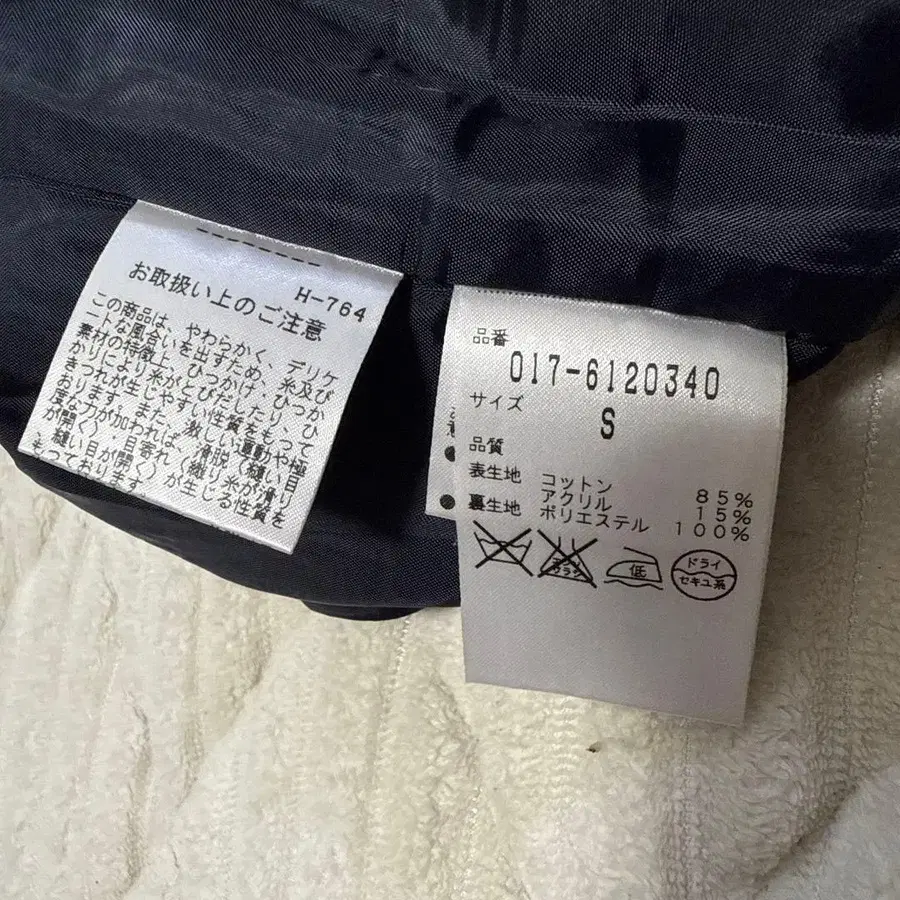 H-764
お取扱い上のご注意
この商品は、やわらかく、デリケ
ートな風合いを出すため、糸及び
素材の特徴上、ひっかけ・ひっか
かりにより糸がとびだしたり、ひ
きつれが生じやすい性質をもって
おります。また、激しい運動や極
度な力が加われば、縫い目
が開く)・目寄れ(織り糸が滑り
縫い目が開く)が生じる性質を
もっております。
品番
017-6120340
サイズ
S
品質
表生地 コットン 85%
アクリル 15%
裏生地 ポリエステル 100%
低
ドライ
セキユ系